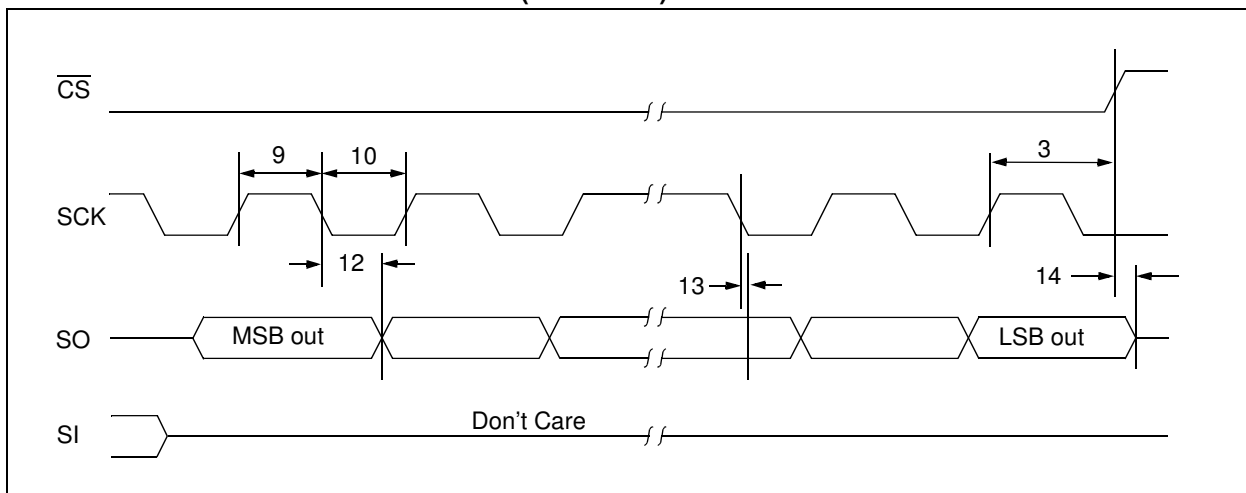 CS
9 10 3
SCK
12 13 14
SO MSB out LSB out
Don't Care
SI